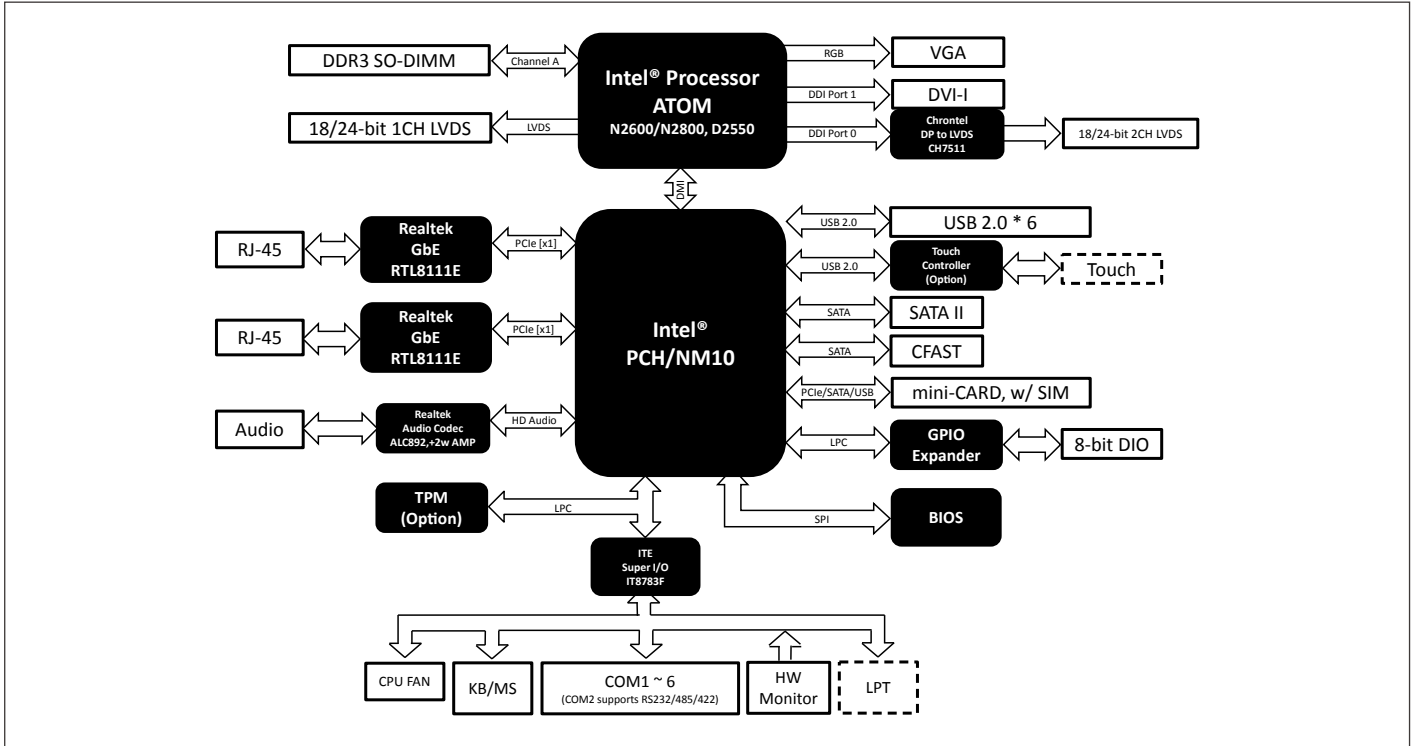 DDR3 SO-DIMM
Channel A
Intel® Processor
ATOM
N2600/N2800, D2550
RGB
VGA
DDI Port 1
DVI-I
18/24-bit 1CH LVDS
LVDS
DDI Port 0
Chrontel
DP to LVDS
CH7511
18/24-bit 2CH LVDS
DMI
RJ-45
Realtek
GbE
RTL8111E
PCIe [x1]
Intel®
PCH/NM10
USB 2.0
USB 2.0 * 6
USB 2.0
Touch
Controller
(Option)
Touch
RJ-45
Realtek
GbE
RTL8111E
PCIe [x1]
SATA
SATA II
SATA
CFAST
PCIe/SATA/USB
mini-CARD, w/ SIM
Audio
Realtek
Audio Codec
ALC892,+2w AMP
HD Audio
LPC
GPIO
Expander
8-bit DIO
TPM
(Option)
LPC
SPI
BIOS
ITE
Super I/O
IT8783F
CPU FAN
KB/MS
COM1 ~ 6
(COM2 supports RS232/485/422)
HW
Monitor
LPT